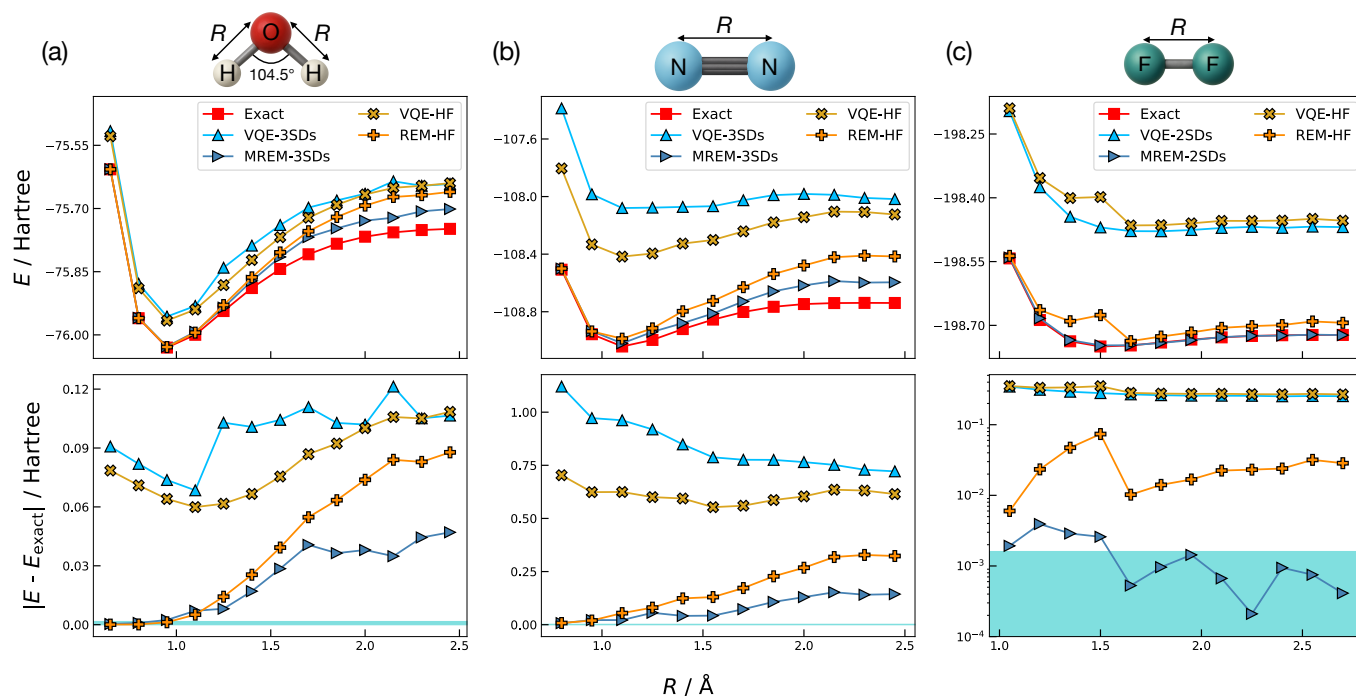 (a)
R
R
O
H
H
104.5°
(b)
R
N
N
(c)
R
F
F
Exact
VQE-3SDs
MREM-3SDs
VQE-HF
REM-HF
Exact
VQE-3SDs
MREM-3SDs
VQE-HF
REM-HF
Exact
VQE-2SDs
MREM-2SDs
VQE-HF
REM-HF
E / Hartree
−75.55
−75.70
−75.85
−76.00
−107.6
−108.0
−108.4
−108.8
−198.25
−198.40
−198.55
−198.70
|E - E_exact| / Hartree
0.12
0.09
0.06
0.03
0.00
1.00
0.75
0.50
0.25
0.00
10⁻¹
10⁻²
10⁻³
10⁻⁴
1.0
1.5
2.0
2.5
1.0
1.5
2.0
2.5
1.0
1.5
2.0
2.5
R / Å